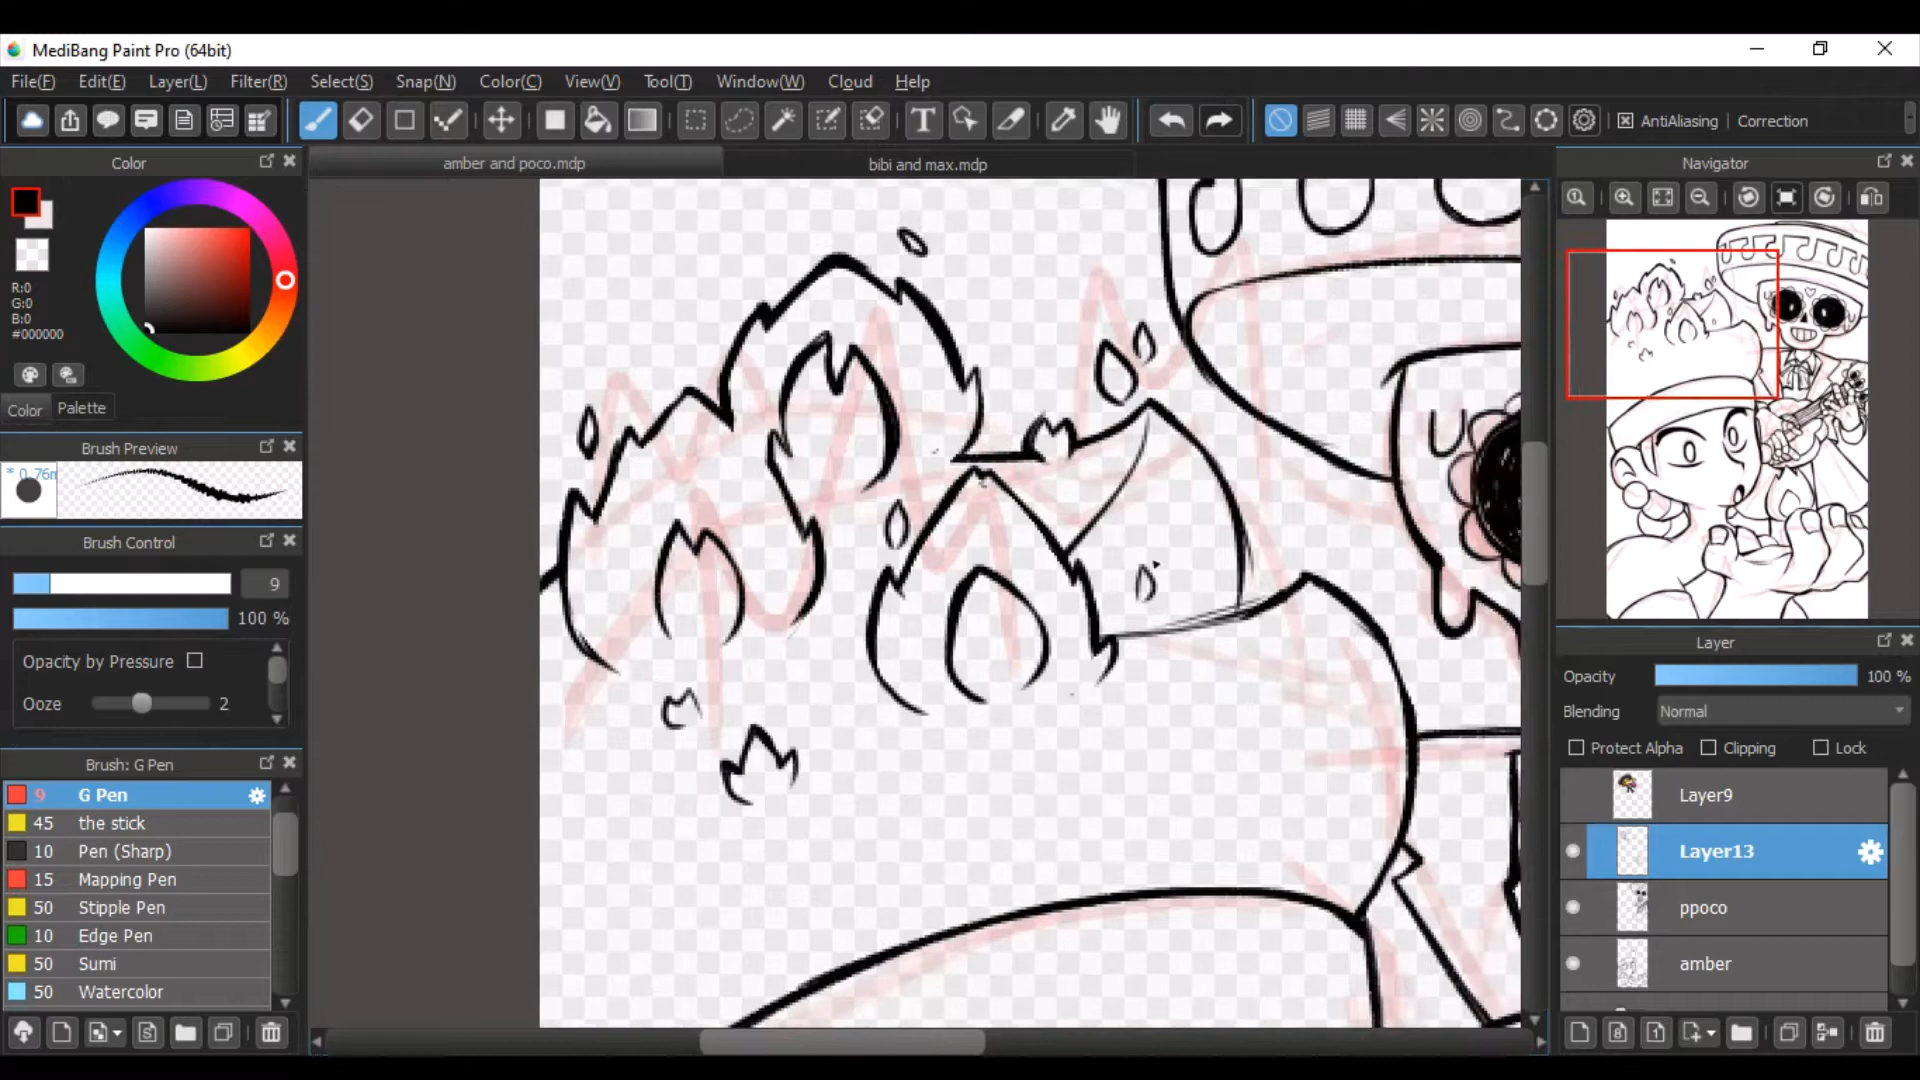 MediBang Paint Pro (64bit)
File(F) Edit(E) Layer(L) Filter(R) Select(S) Snap(N) Color(C) View(V) Tool(T) Window(W) Cloud Help
T AntiAliasing Correction
Color
amber and poco.mdp
bibi and max.mdp
Navigator
R:0
G:0
B:0
#000000
Color Palette
Brush Preview
* 0.76m
Brush Control
9
100 %
Opacity by Pressure
Ooze 2
Brush: G Pen
9 G Pen
45 the stick
10 Pen (Sharp)
15 Mapping Pen
50 Stipple Pen
10 Edge Pen
50 Sumi
50 Watercolor
Layer
Opacity 100 %
Blending Normal
Protect Alpha Clipping Lock
Layer9
Layer13
ppoco
amber